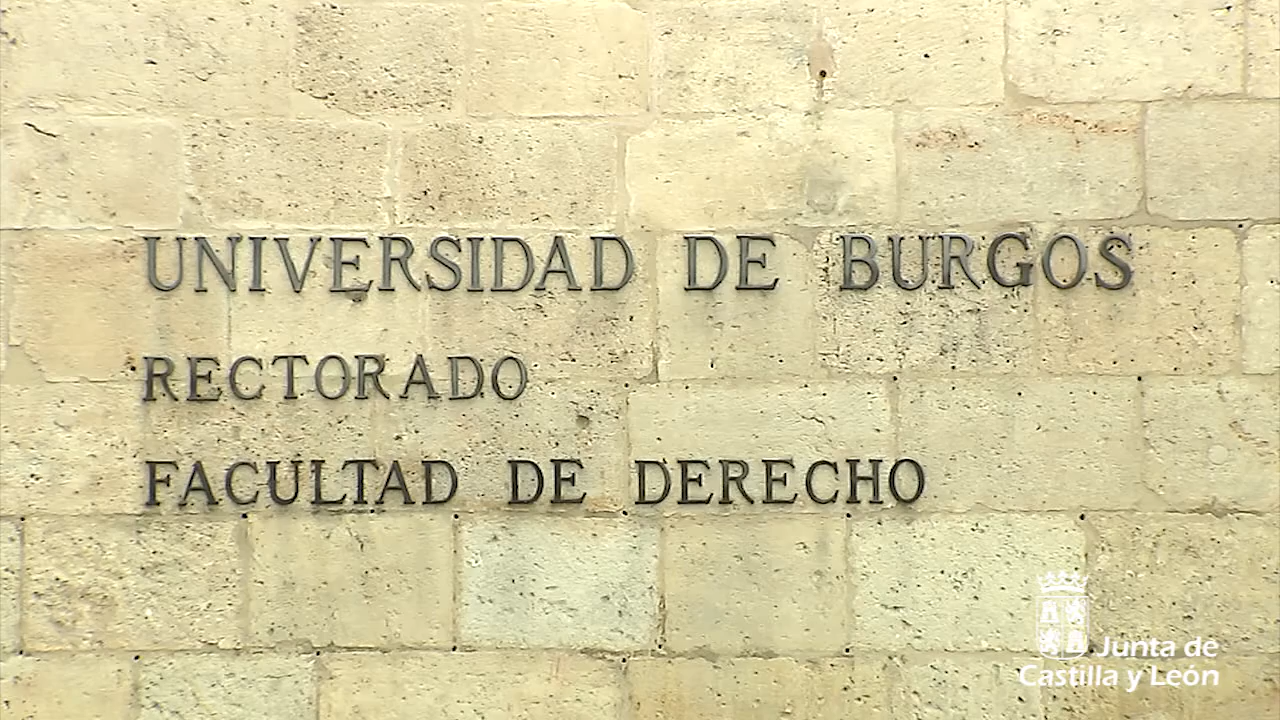 UNIVERSIDAD DE BURGOS
RECTORADO
FACULTAD DE DERECHO
Junta de
Castilla y León